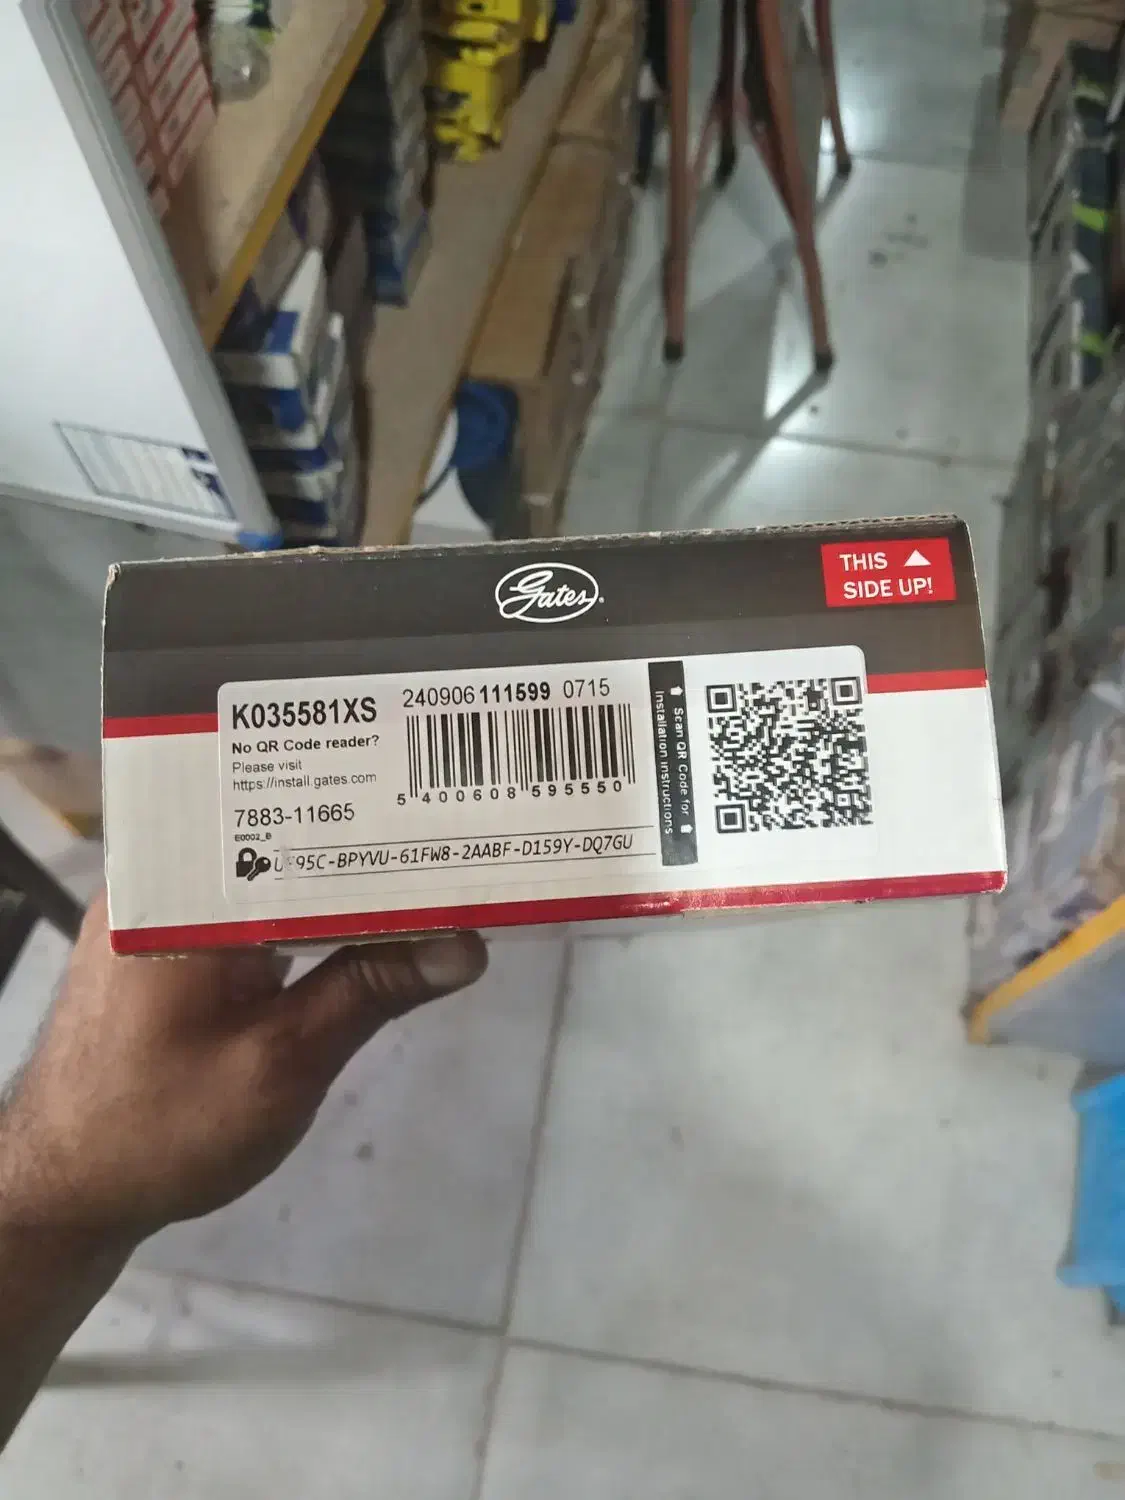 Gates®
THIS
SIDE UP!
K035581XS
240906 111599 0715
No QR Code reader?
Please visit
https://install.gates.com
5 400608 595550
7883-11665
E0002_B
95C-BPYVU-61FW8-2AABF-D159Y-DQ7GU
Scan QR Code for
installation instructions